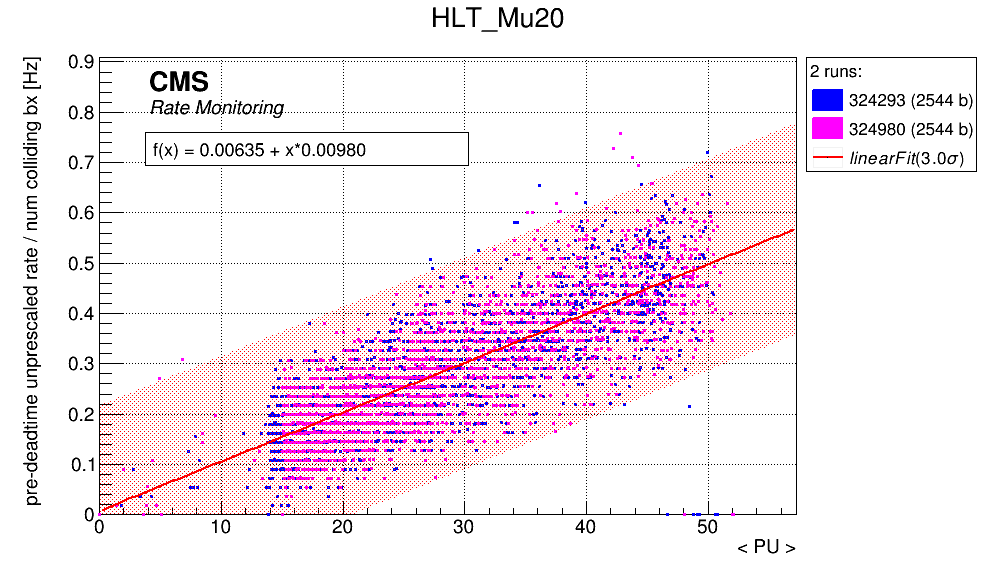 HLT_Mu20
pre-deadtime unprescaled rate / num colliding bx [Hz]
0.9
0.8
0.7
0.6
0.5
0.4
0.3
0.2
0.1
0
CMS
Rate Monitoring
f(x) = 0.00635 + x*0.00980
2 runs:
324293 (2544 b)
324980 (2544 b)
linearFit(3.0σ)
0 10 20 30 40 50
< PU >